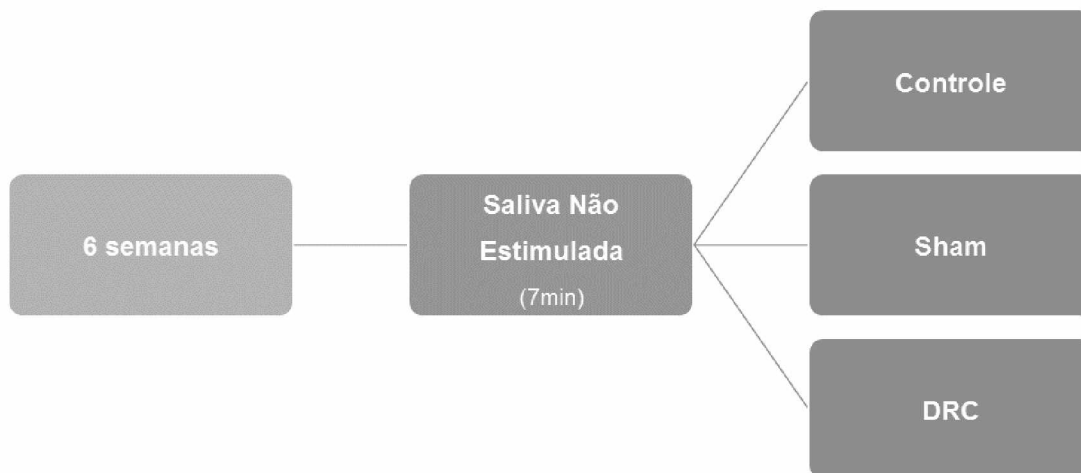 6 semanas
Saliva Não
Estimulada
(7min)
Controle
Sham
DRC